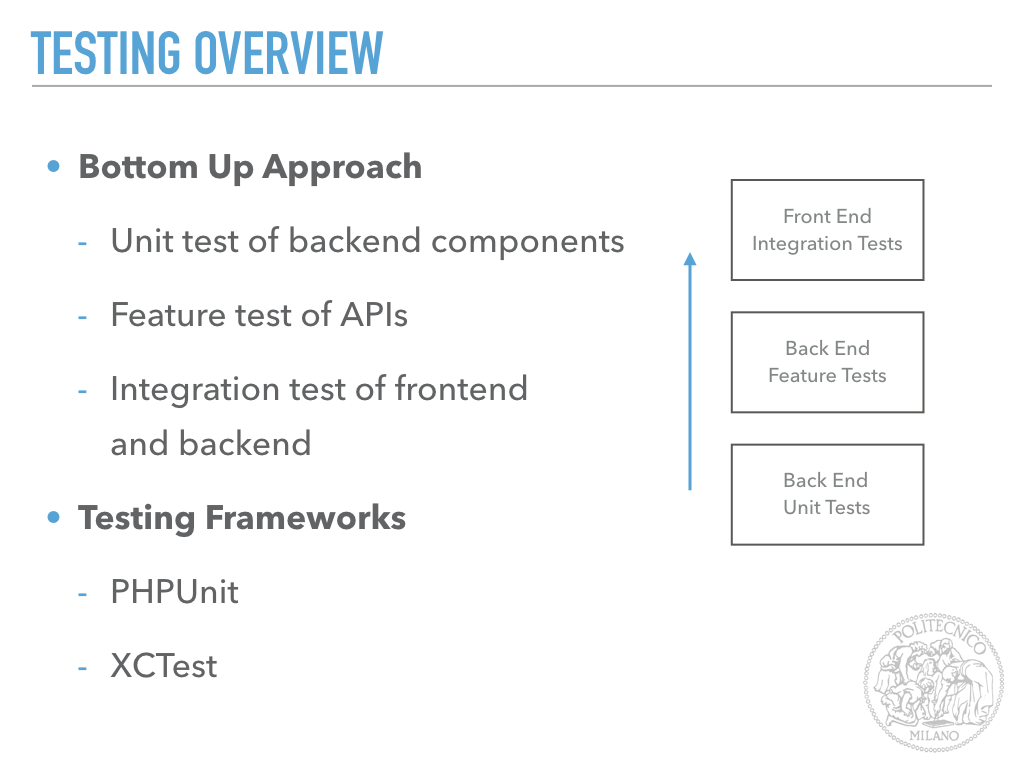 TESTING OVERVIEW
• Bottom Up Approach
- Unit test of backend components
- Feature test of APIs
- Integration test of frontend
and backend
• Testing Frameworks
- PHPUnit
- XCTest
Front End
Integration Tests
Back End
Feature Tests
Back End
Unit Tests
POLITECNICO
MILANO